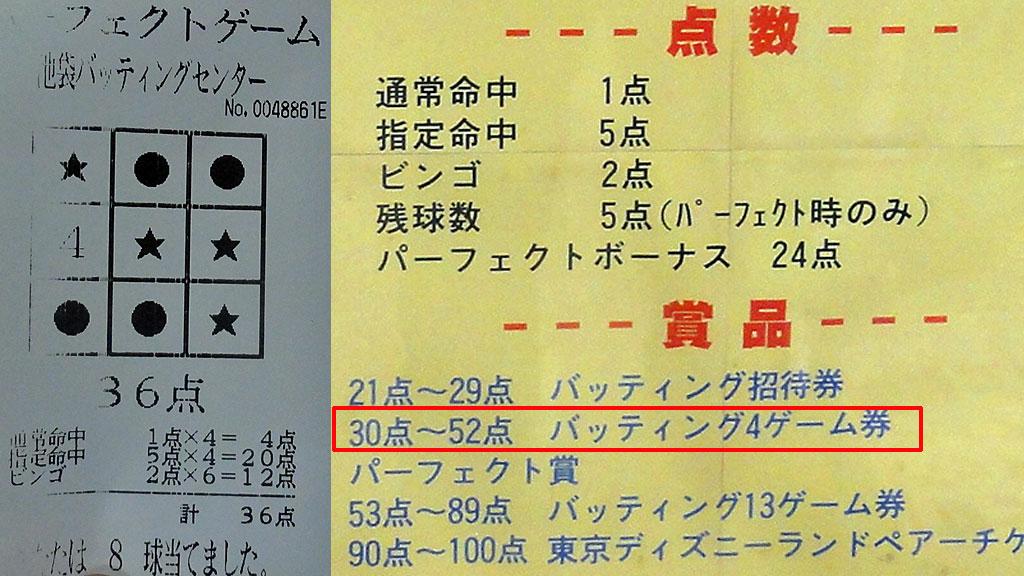 フェクトゲーム
池袋バッティングセンター
No. 0048861E
★ ● ●
4 ★ ★
● ● ★
36点
通常命中 1点×4= 4点
指定命中 5点×4=20点
ビンゴ 2点×6=12点
計 36点
たは 8 球当てました。
---点数---
通常命中 1点
指定命中 5点
ビンゴ 2点
残球数 5点(ﾊﾟｰﾌｪｸﾄ時のみ)
パーフェクトボーナス 24点
---賞品---
21点～29点 バッティング招待券
30点～52点 バッティング4ゲーム券
パーフェクト賞
53点～89点 バッティング13ゲーム券
90点～100点 東京ディズニーランドペアーチケ